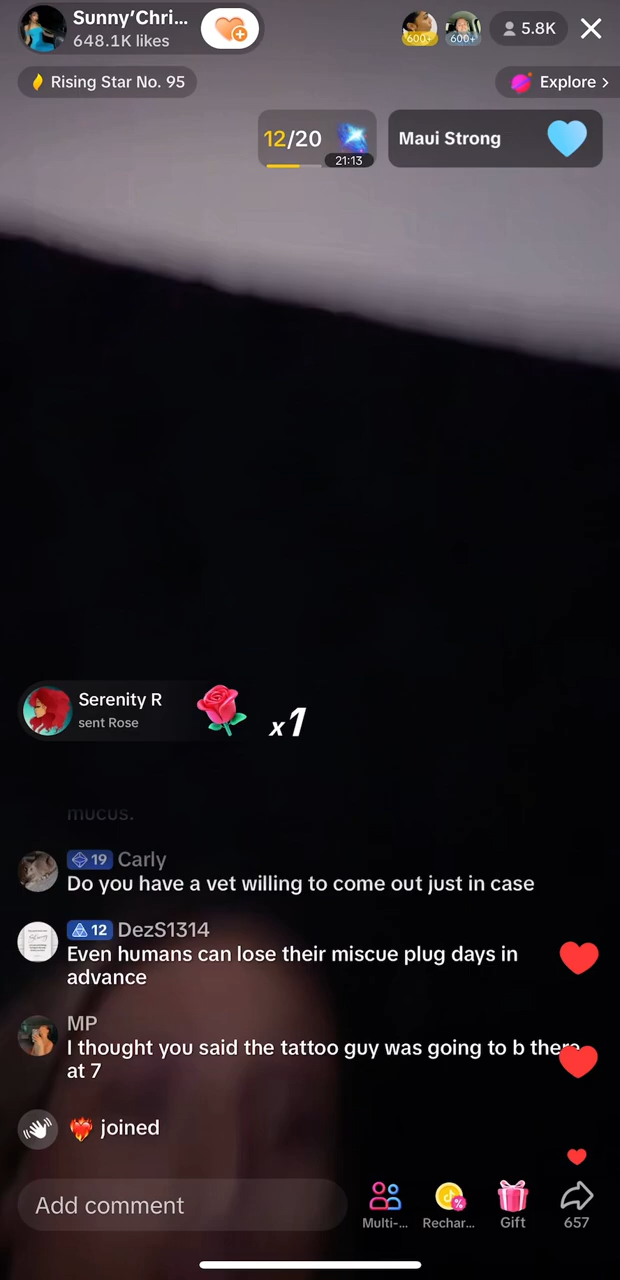 Sunny'Chri...
648.1K likes
600+
600+
5.8K
Rising Star No. 95
Explore >
12/20
21:13
Maui Strong
Serenity R
sent Rose
x1
mucus.
19 Carly
Do you have a vet willing to come out just in case
12 DezS1314
Even humans can lose their miscue plug days in
advance
MP
I thought you said the tattoo guy was going to b there
at 7
joined
Add comment
Multi-...
Rechar...
Gift
657